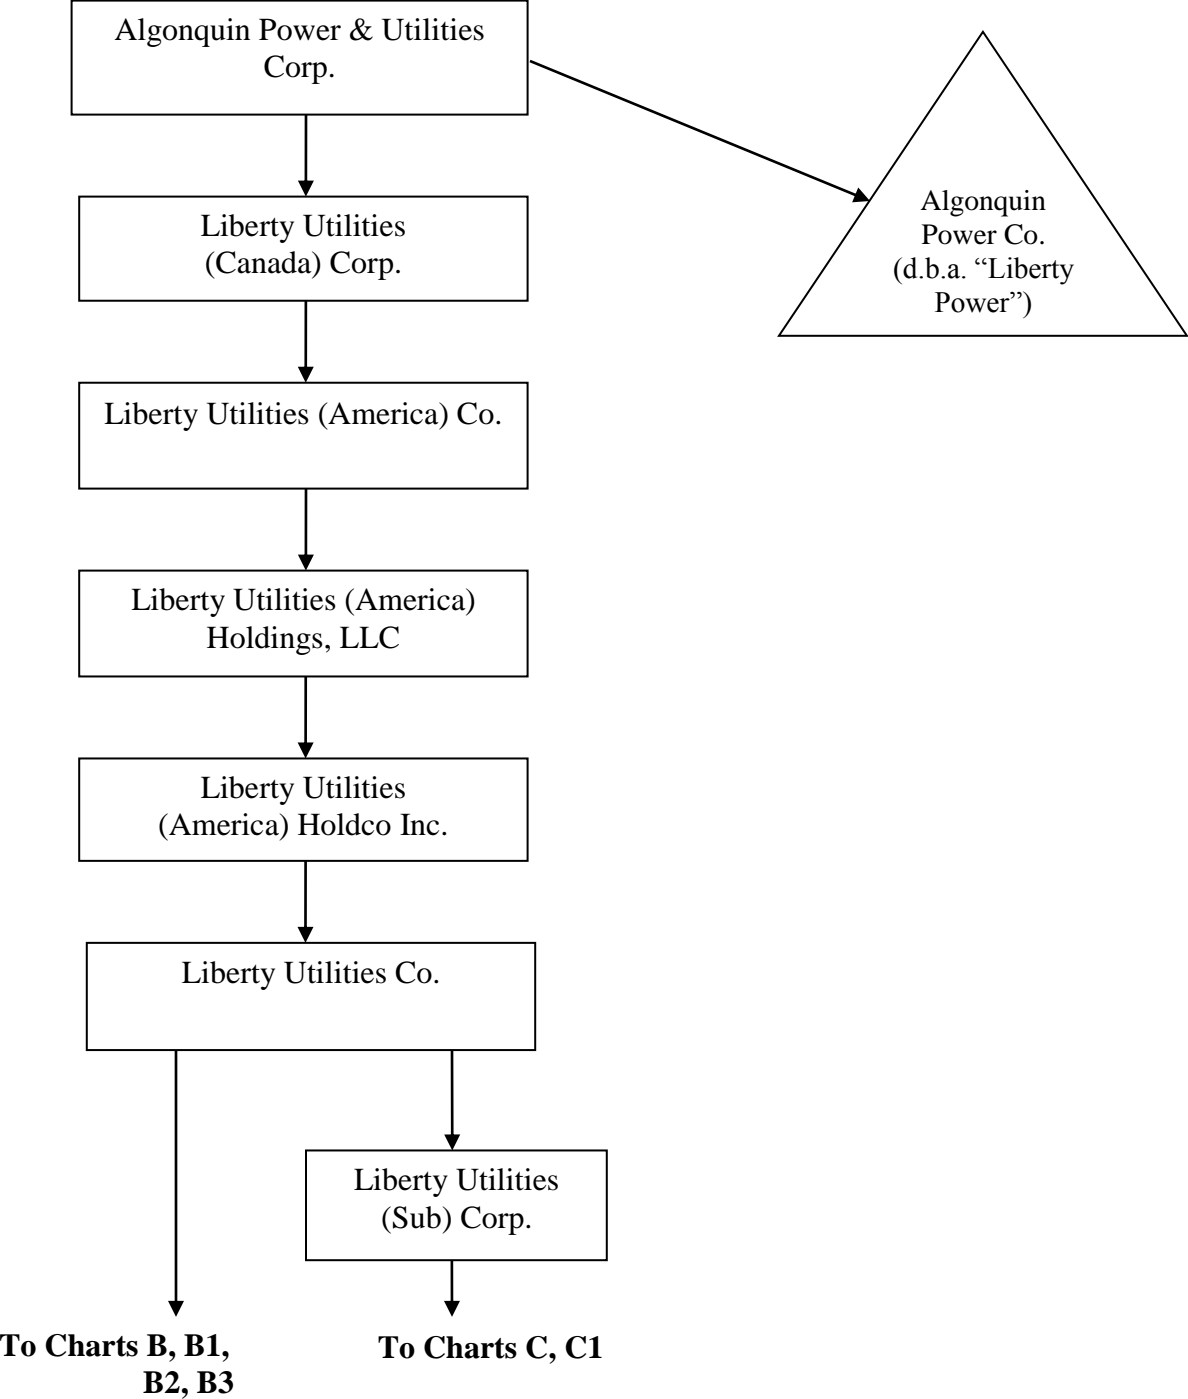 Algonquin Power & Utilities
Corp.
Algonquin
Power Co.
(d.b.a. “Liberty
Power”)
Liberty Utilities
(Canada) Corp.
Liberty Utilities (America) Co.
Liberty Utilities (America)
Holdings, LLC
Liberty Utilities
(America) Holdco Inc.
Liberty Utilities Co.
Liberty Utilities
(Sub) Corp.
To Charts B, B1,
B2, B3
To Charts C, C1